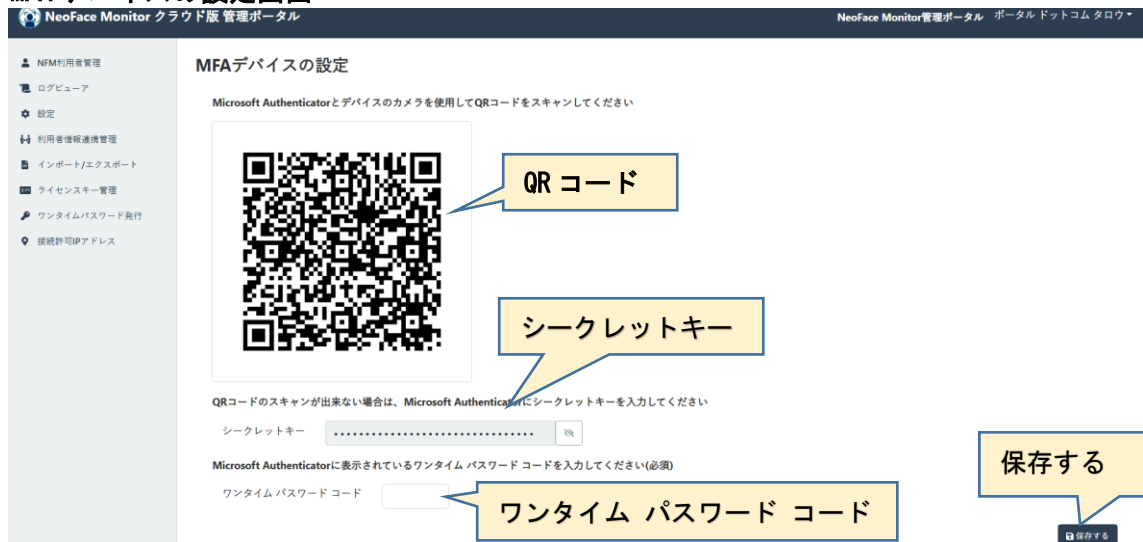 NeoFace Monitor クラウド版 管理ポータル
NeoFace Monitor管理ポータル ポータル ドットコム タロウ
NFM利用者管理
ログビューア
設定
利用者情報連携管理
インポート/エクスポート
ライセンスキー管理
ワンタイムパスワード発行
接続許可IPアドレス
MFAデバイスの設定
Microsoft Authenticatorとデバイスのカメラを使用してQRコードをスキャンしてください
QR コード
シークレットキー
QRコードのスキャンが出来ない場合は、Microsoft Authenticatorにシークレットキーを入力してください
シークレットキー
Microsoft Authenticatorに表示されているワンタイム パスワード コードを入力してください(必須)
ワンタイム パスワード コード
ワンタイム パスワード コード
保存する
保存する